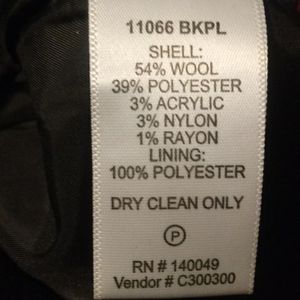 11066 BKPL
SHELL:
54% WOOL
39% POLYESTER
3% ACRYLIC
3% NYLON
1% RAYON
LINING:
100% POLYESTER
DRY CLEAN ONLY
P
RN # 140049
Vendor # C300300